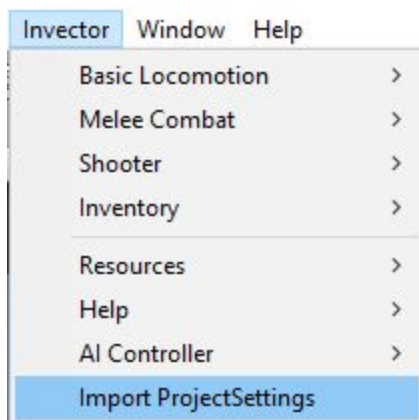 Invector Window Help
Basic Locomotion
Melee Combat
Shooter
Inventory
Resources
Help
AI Controller
Import ProjectSettings